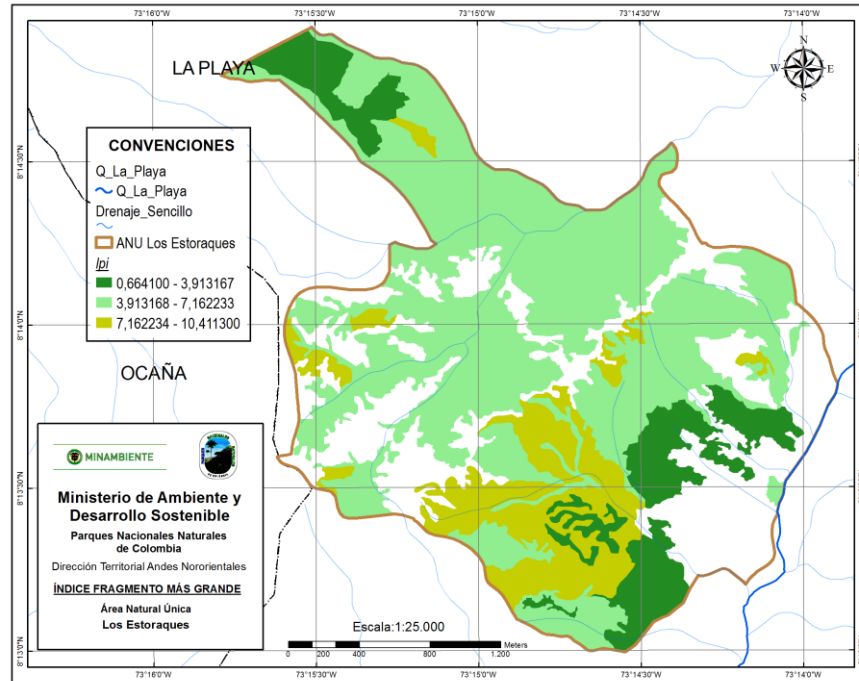 73°16'0"W 73°15'30"W 73°15'0"W 73°14'30"W 73°14'0"W
LA PLAYA
N
W E
S
8°14'30"N
CONVENCIONES
Q_La_Playa
Q_La_Playa
Drenaje_Sencillo
ANU Los Estoraques
Ipi
0,664100 - 3,913167
3,913168 - 7,162233
7,162234 - 10,411300
8°14'0"N
OCAÑA
MINAMBIENTE
Ministerio de Ambiente y
Desarrollo Sostenible
Parques Nacionales Naturales
de Colombia
Dirección Territorial Andes Nororientales
ÍNDICE FRAGMENTO MÁS GRANDE
Área Natural Única
Los Estoraques
8°13'30"N
Escala:1:25.000
Meters
0 200 400 800 1.200
8°13'0"N
73°16'0"W 73°15'30"W 73°15'0"W 73°14'30"W 73°14'0"W